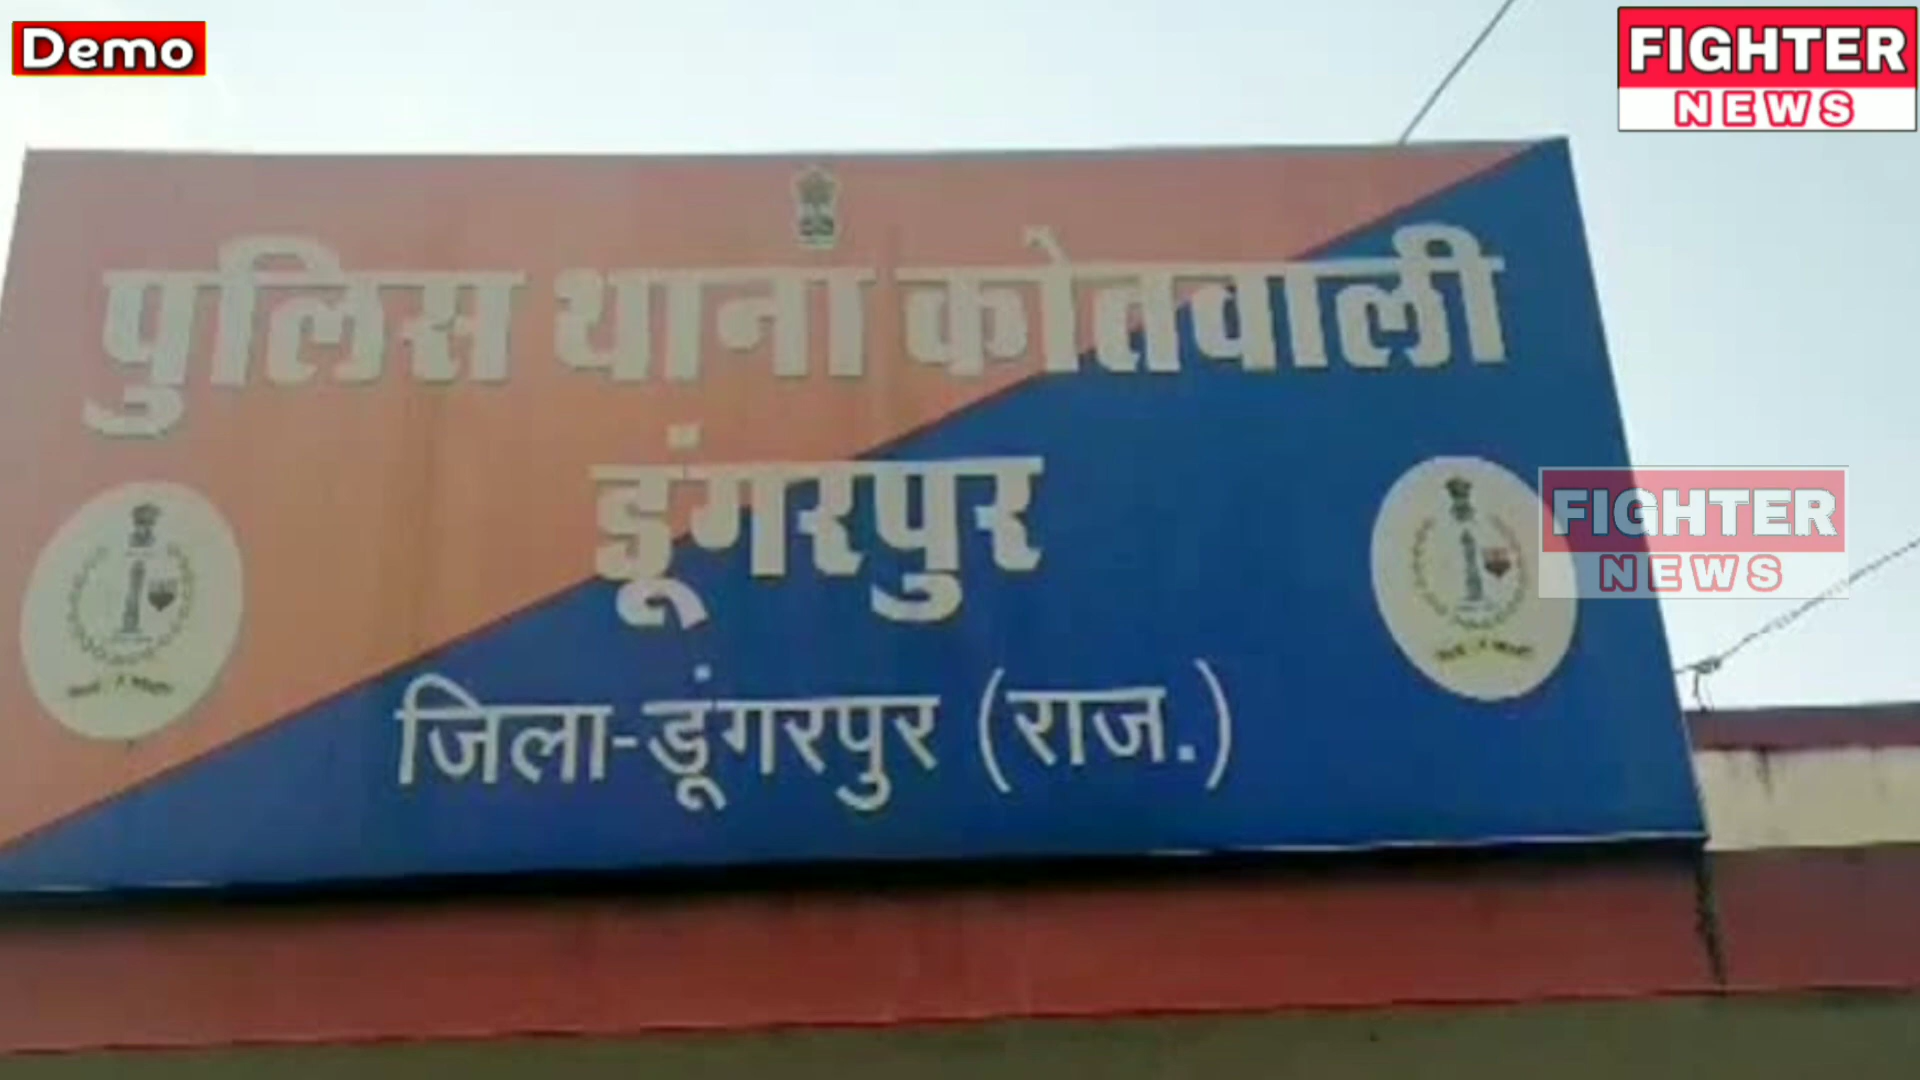 Demo
FIGHTER
NEWS
पुलिस थाना कोतवाली
डूंगरपुर
जिला-डूंगरपुर (राज.)
FIGHTER
NEWS